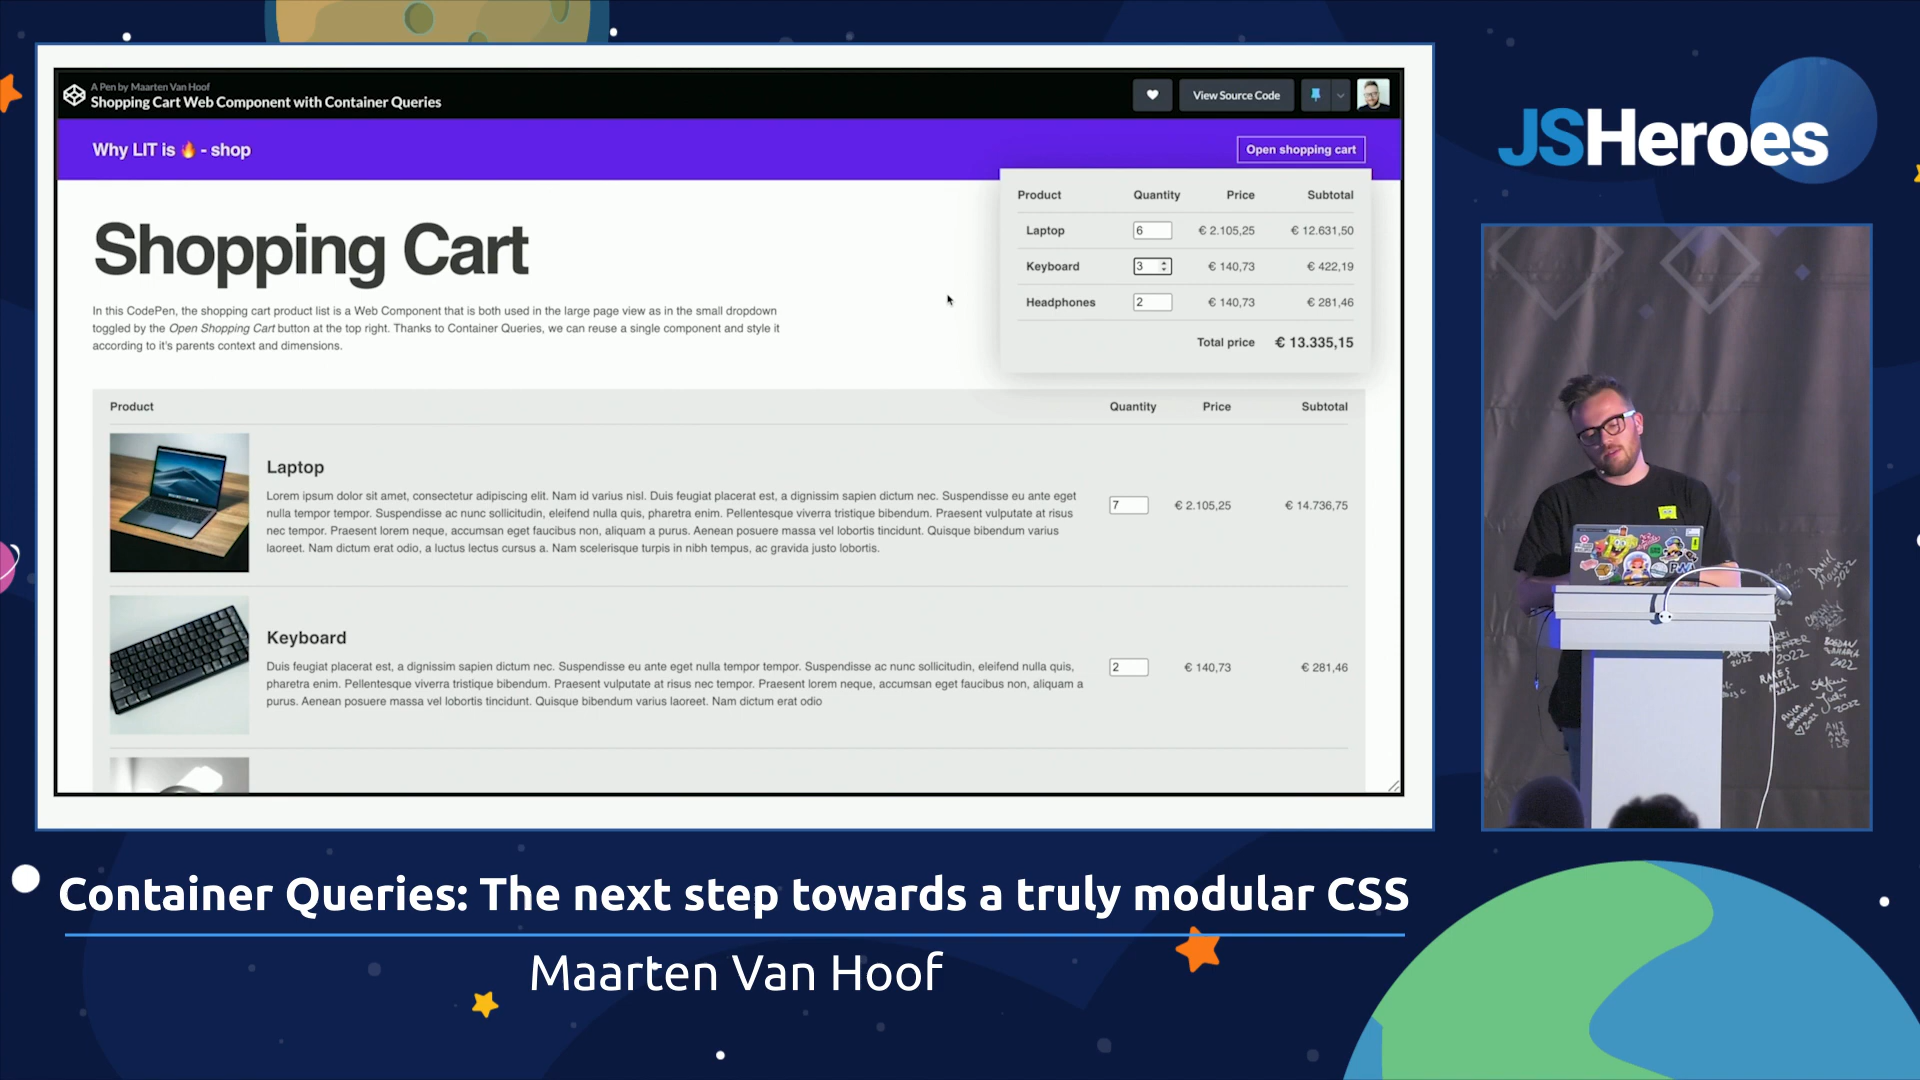 A Pen by Maarten Van Hoof
Shopping Cart Web Component with Container Queries
View Source Code
Why LIT is 🔥 - shop
Open shopping cart
Product Quantity Price Subtotal
Laptop 6 € 2.105,25 € 12.631,50
Keyboard 3 € 140,73 € 422,19
Headphones 2 € 140,73 € 281,46
Total price € 13.335,15
Shopping Cart
In this CodePen, the shopping cart product list is a Web Component that is both used in the large page view as in the small dropdown
toggled by the Open Shopping Cart button at the top right. Thanks to Container Queries, we can reuse a single component and style it
according to it's parents context and dimensions.
Product Quantity Price Subtotal
Laptop
Lorem ipsum dolor sit amet, consectetur adipiscing elit. Nam id varius nisl. Duis feugiat placerat est, a dignissim sapien dictum nec. Suspendisse eu ante eget
nulla tempor tempor. Suspendisse ac nunc sollicitudin, eleifend nulla quis, pharetra enim. Pellentesque viverra tristique bibendum. Praesent vulputate at risus
nec tempor. Praesent lorem neque, accumsan eget faucibus non, aliquam a purus. Aenean posuere massa vel lobortis tincidunt. Quisque bibendum varius
laoreet. Nam dictum erat odio, a luctus lectus cursus a. Nam scelerisque turpis in nibh tempus, ac gravida justo lobortis.
7 € 2.105,25 € 14.736,75
Keyboard
Duis feugiat placerat est, a dignissim sapien dictum nec. Suspendisse eu ante eget nulla tempor tempor. Suspendisse ac nunc sollicitudin, eleifend nulla quis,
pharetra enim. Pellentesque viverra tristique bibendum. Praesent vulputate at risus nec tempor. Praesent lorem neque, accumsan eget faucibus non, aliquam a
purus. Aenean posuere massa vel lobortis tincidunt. Quisque bibendum varius laoreet. Nam dictum erat odio
2 € 140,73 € 281,46
JSHeroes
Daniel
2022
2022
2022
2022
Container Queries: The next step towards a truly modular CSS
Maarten Van Hoof